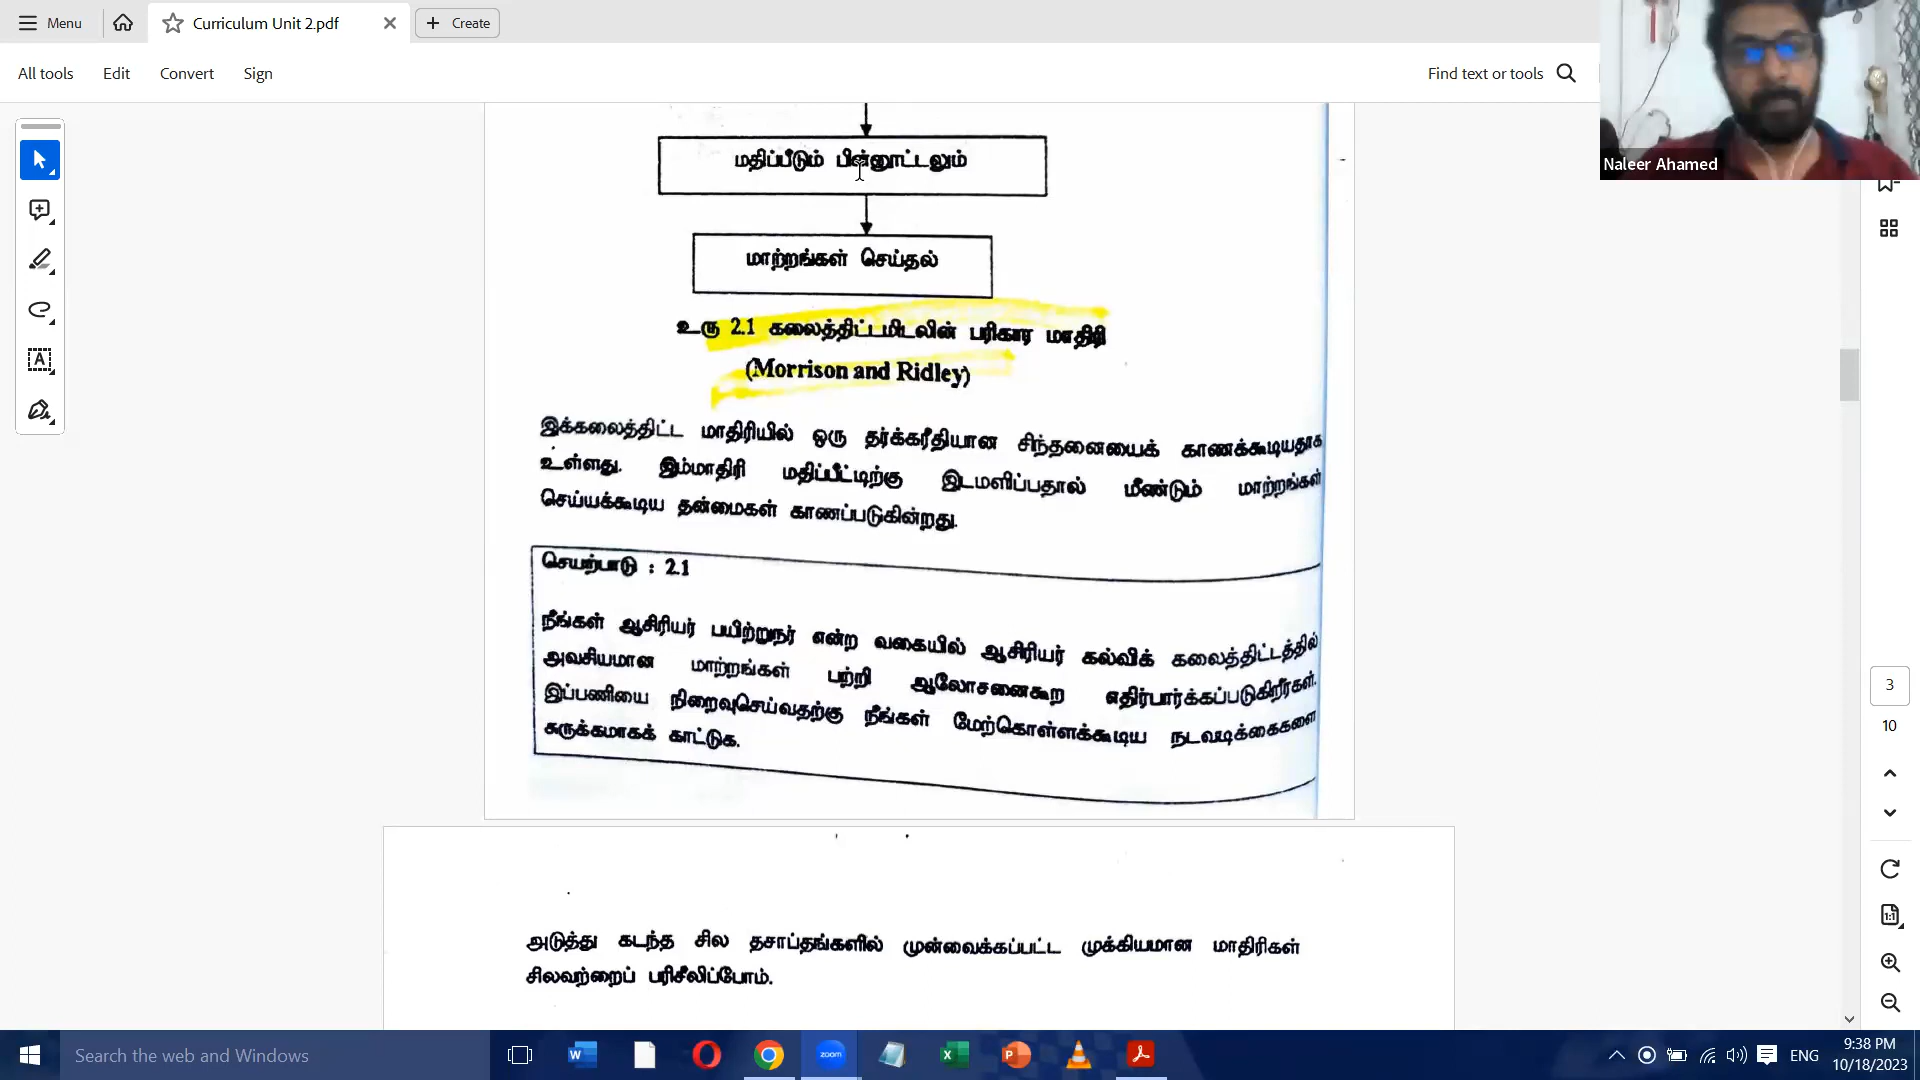 Menu
Curriculum Unit 2.pdf
Create
All tools
Edit
Convert
Sign
Find text or tools
Naleer Ahamed
மதிப்பீடும் பின்னூட்டலும்
மாற்றங்கள் செய்தல்
உரு 2.1 கலைத்திட்டமிடலின் பரிகார மாதிரி
(Morrison and Ridley)
இக்கலைத்திட்ட மாதிரியில் ஒரு தர்க்கரீதியான சிந்தனையைக் காணக்கூடியதாக
உள்ளது. இம்மாதிரி மதிப்பீட்டிற்கு இடமளிப்பதால் மீண்டும் மாற்றங்கள்
செய்யக்கூடிய தன்மைகள் காணப்படுகின்றது.
செயற்பாடு : 2.1
நீங்கள் ஆசிரியர் பயிற்றுநர் என்ற வகையில் ஆசிரியர் கல்விக் கலைத்திட்டத்தில்
அவசியமான மாற்றங்கள் பற்றி ஆலோசனைகூற எதிர்பார்க்கப்படுகிறீர்கள்.
இப்பணியை நிறைவுசெய்வதற்கு நீங்கள் மேற்கொள்ளக்கூடிய நடவடிக்கைகளை
சுருக்கமாகக் காட்டுக.
அடுத்து கடந்த சில தசாப்தங்களில் முன்வைக்கப்பட்ட முக்கியமான மாதிரிகள்
சிலவற்றைப் பரிசீலிப்போம்.
3
10
Search the web and Windows
zoom
ENG
9:38 PM
10/18/2023